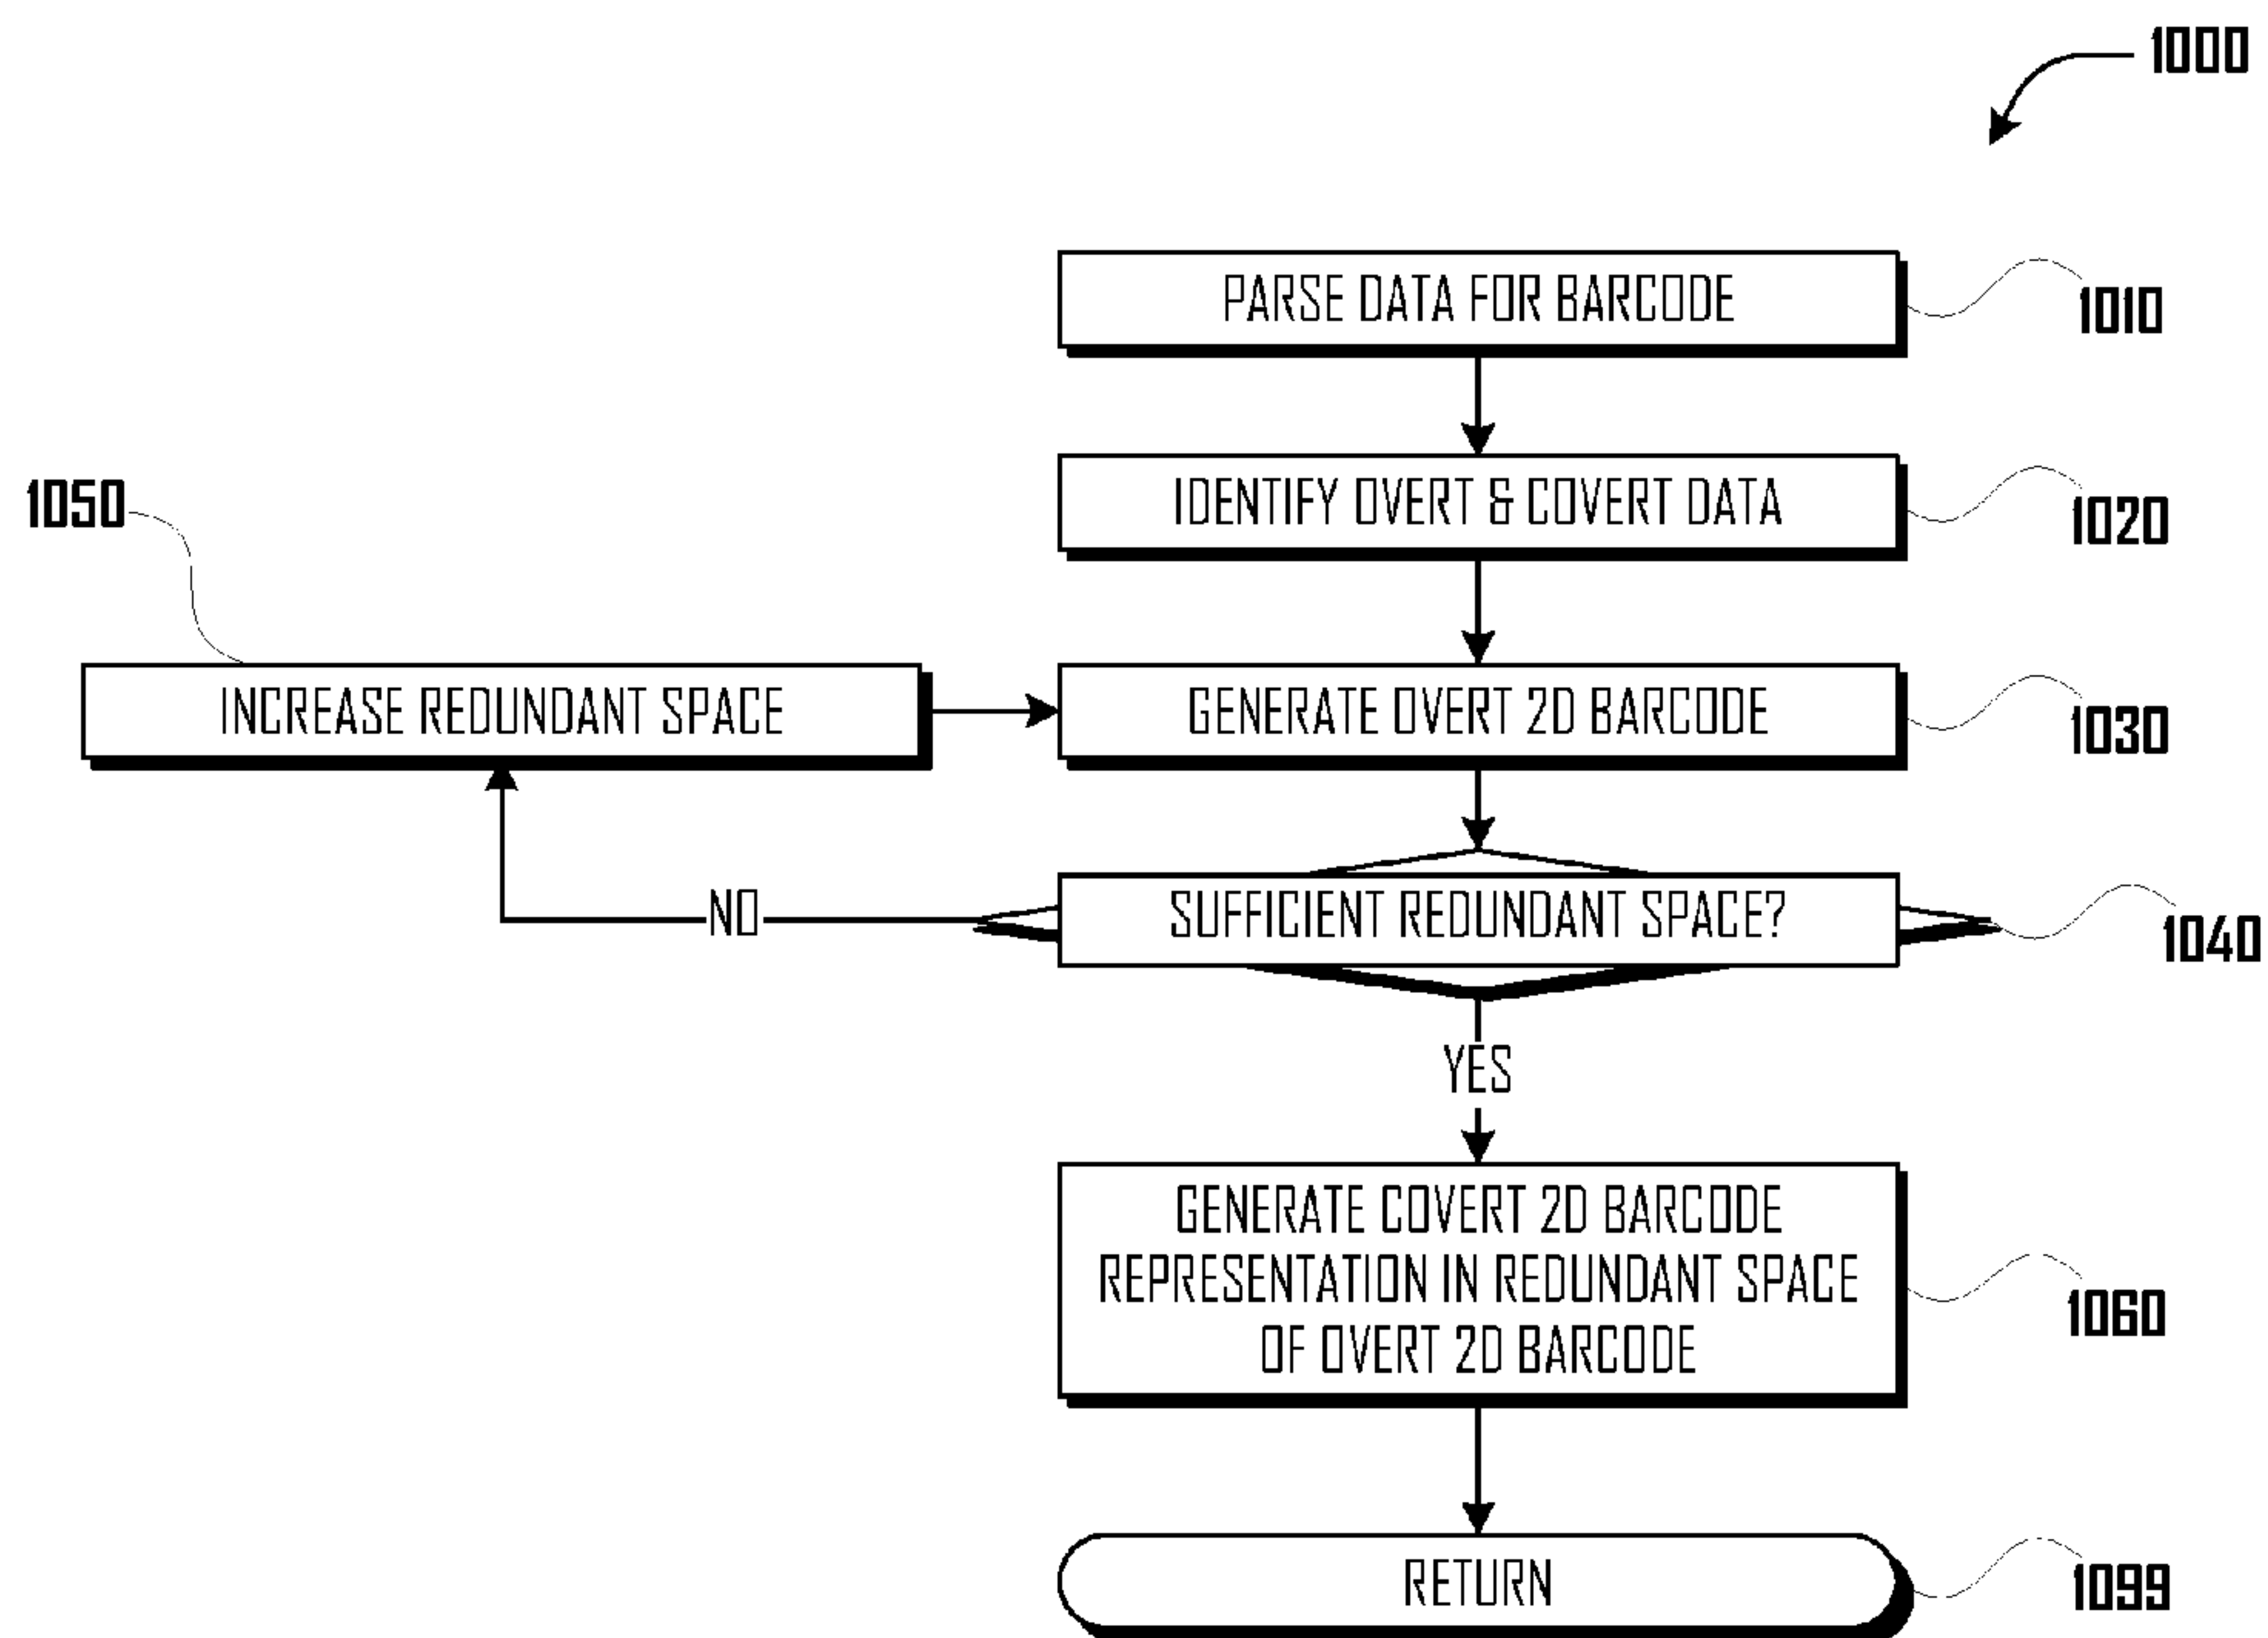 1000
PARSE DATA FOR BARCODE
1010
IDENTIFY OVERT & COVERT DATA
1020
1050
INCREASE REDUNDANT SPACE
GENERATE OVERT 2D BARCODE
1030
SUFFICIENT REDUNDANT SPACE?
1040
NO
YES
GENERATE COVERT 2D BARCODE
REPRESENTATION IN REDUNDANT SPACE
OF OVERT 2D BARCODE
1060
RETURN
1099